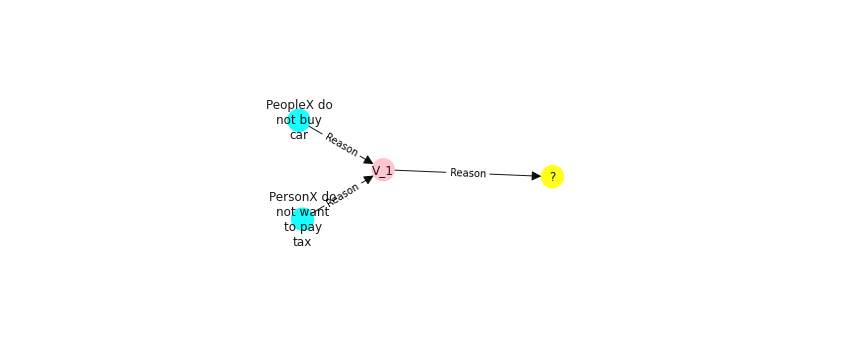 PeopleX do
not buy
car
Reason
V_1
Reason
?
PersonX do
not want
to pay
tax
Reason